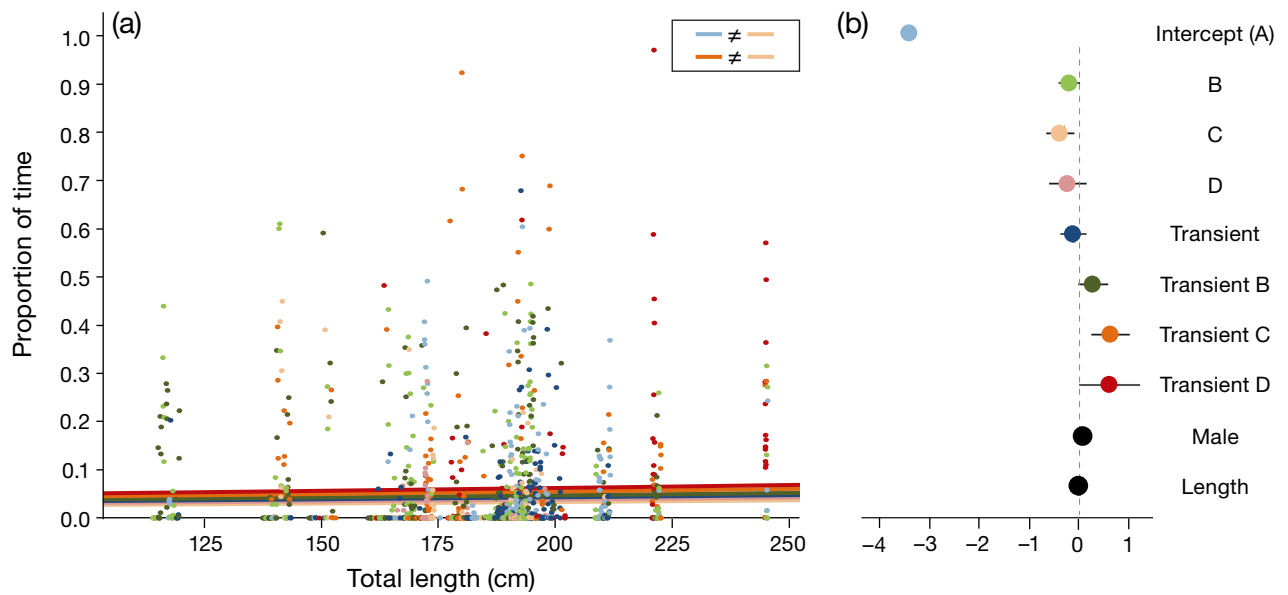 (a)
≠
≠
Proportion of time
1.0
0.9
0.8
0.7
0.6
0.5
0.4
0.3
0.2
0.1
0.0
125 150 175 200 225 250
Total length (cm)
(b)
Intercept (A)
B
C
D
Transient
Transient B
Transient C
Transient D
Male
Length
−4 −3 −2 −1 0 1